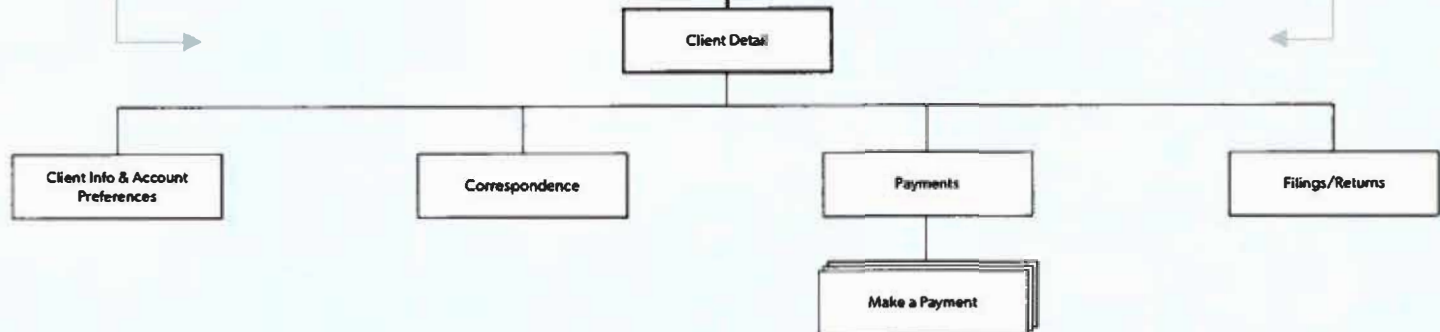 Client Detail
Client Info & Account
Preferences
Correspondence
Payments
Filings/Returns
Make a Payment